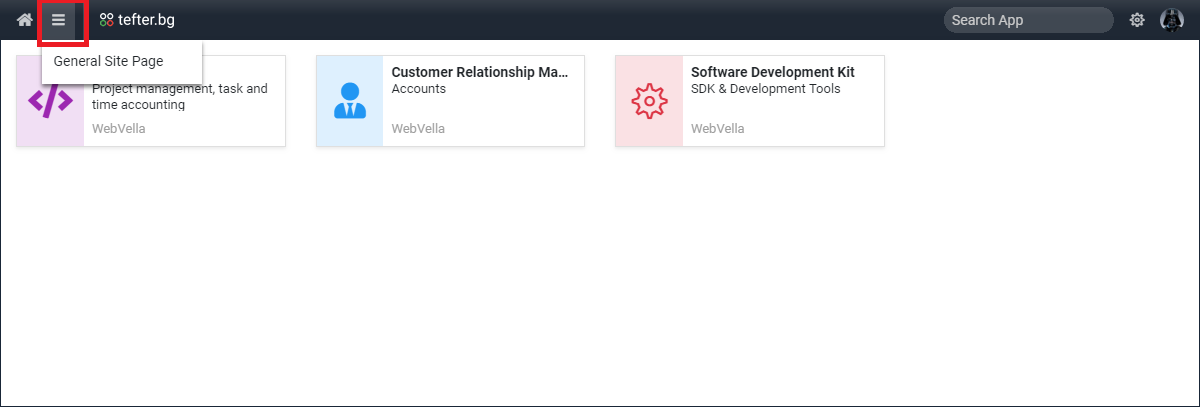 tefter.bg
Search App
General Site Page
Project management, task and
time accounting
WebVella
Customer Relationship Ma...
Accounts
WebVella
Software Development Kit
SDK & Development Tools
WebVella